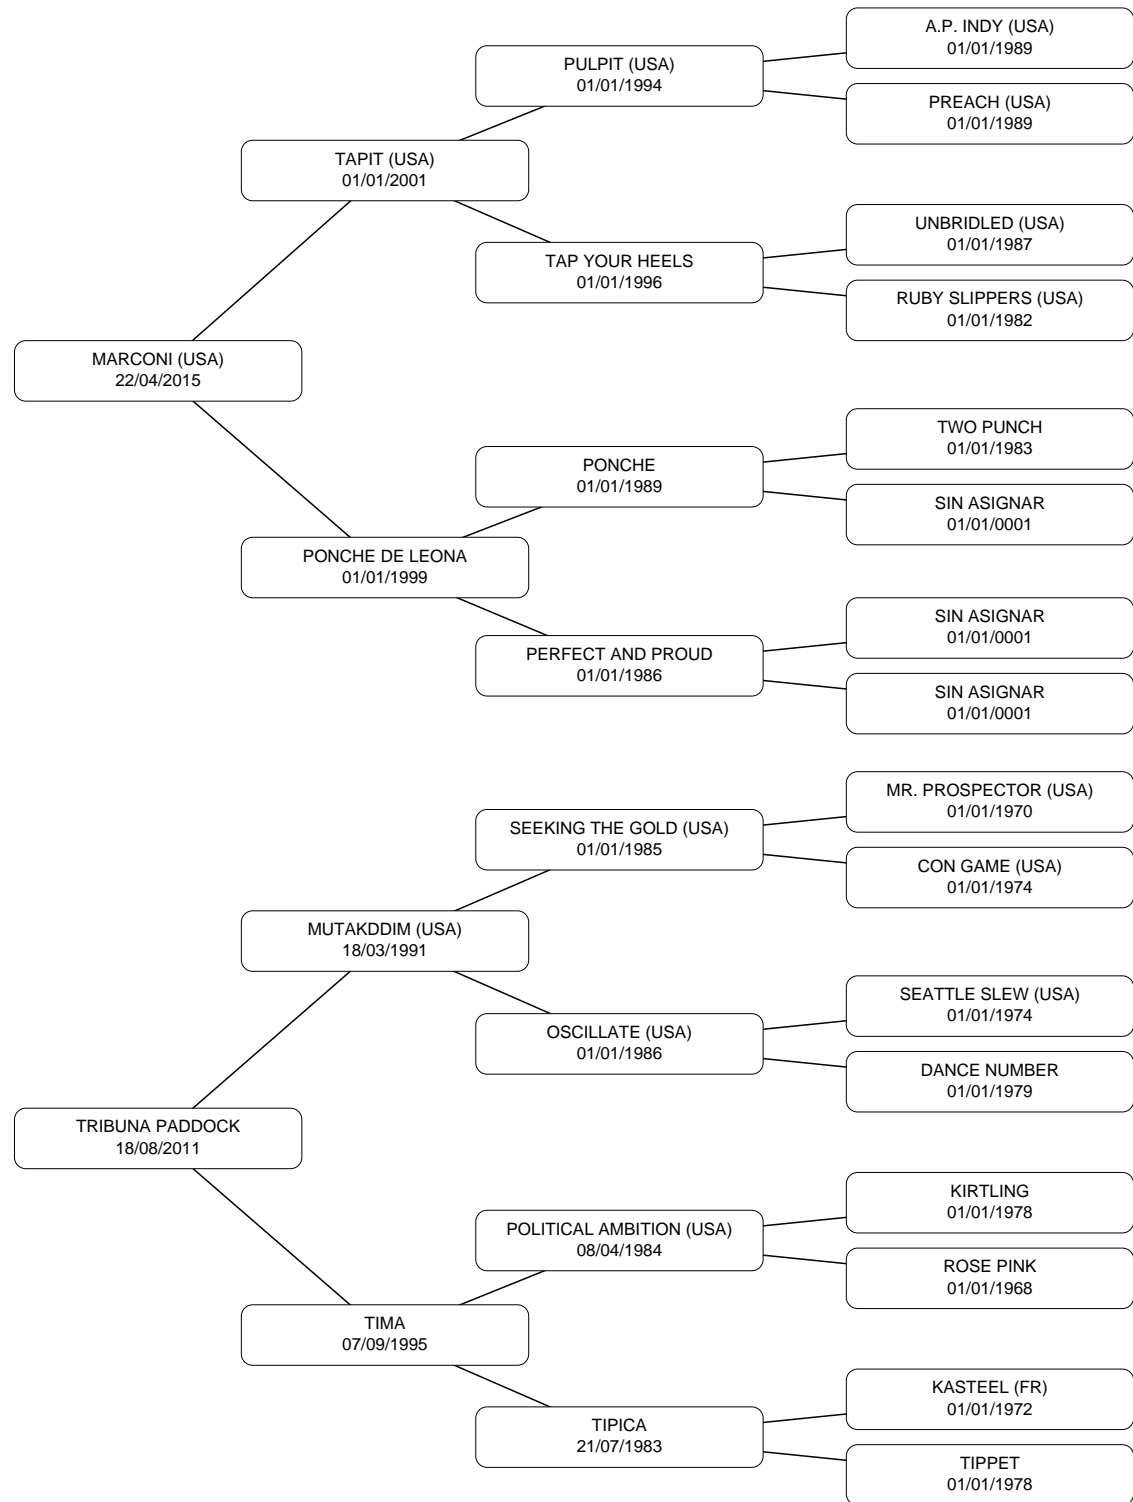 A.P. INDY (USA)
01/01/1989
PULPIT (USA)
01/01/1994
PREACH (USA)
01/01/1989
TAPIT (USA)
01/01/2001
UNBRIDLED (USA)
01/01/1987
TAP YOUR HEELS
01/01/1996
RUBY SLIPPERS (USA)
01/01/1982
MARCONI (USA)
22/04/2015
TWO PUNCH
01/01/1983
PONCHE
01/01/1989
SIN ASIGNAR
01/01/0001
PONCHE DE LEONA
01/01/1999
SIN ASIGNAR
01/01/0001
PERFECT AND PROUD
01/01/1986
SIN ASIGNAR
01/01/0001
MR. PROSPECTOR (USA)
01/01/1970
SEEKING THE GOLD (USA)
01/01/1985
CON GAME (USA)
01/01/1974
MUTAKDDIM (USA)
18/03/1991
SEATTLE SLEW (USA)
01/01/1974
OSCILLATE (USA)
01/01/1986
DANCE NUMBER
01/01/1979
TRIBUNA PADDOCK
18/08/2011
KIRTLING
01/01/1978
POLITICAL AMBITION (USA)
08/04/1984
ROSE PINK
01/01/1968
TIMA
07/09/1995
KASTEEL (FR)
01/01/1972
TIPICA
21/07/1983
TIPPET
01/01/1978